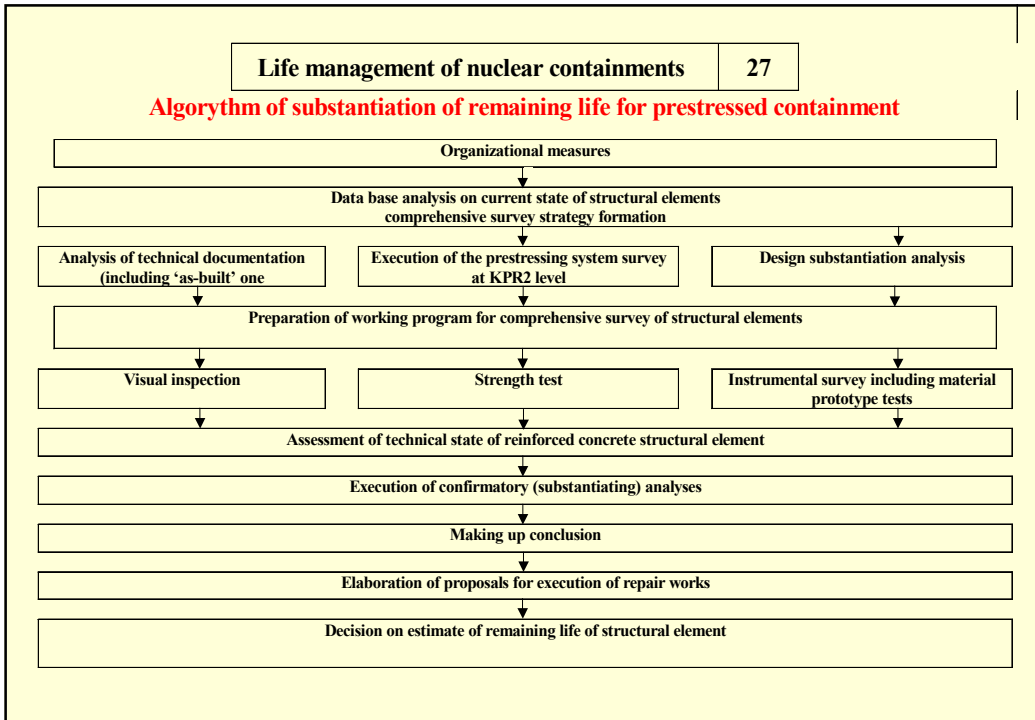 Life management of nuclear containments 27
Algorythm of substantiation of remaining life for prestressed containment
Organizational measures
Data base analysis on current state of structural elements
comprehensive survey strategy formation
Analysis of technical documentation
(including ‘as-built’ one
Execution of the prestressing system survey
at KPR2 level
Design substantiation analysis
Preparation of working program for comprehensive survey of structural elements
Visual inspection
Strength test
Instrumental survey including material
prototype tests
Assessment of technical state of reinforced concrete structural element
Execution of confirmatory (substantiating) analyses
Making up conclusion
Elaboration of proposals for execution of repair works
Decision on estimate of remaining life of structural element